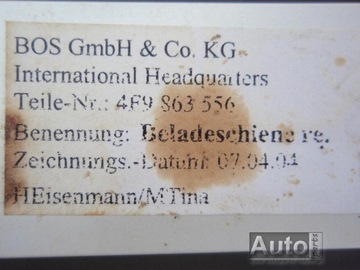 BOS GmbH & Co. KG
International Headquarters
Teile-Nr.: 4F9 863 556
Benennung: Beladeschiene re.
Zeichnungs.-Datum: 07.04.04
HEisenmann/MTina
Auto
parts